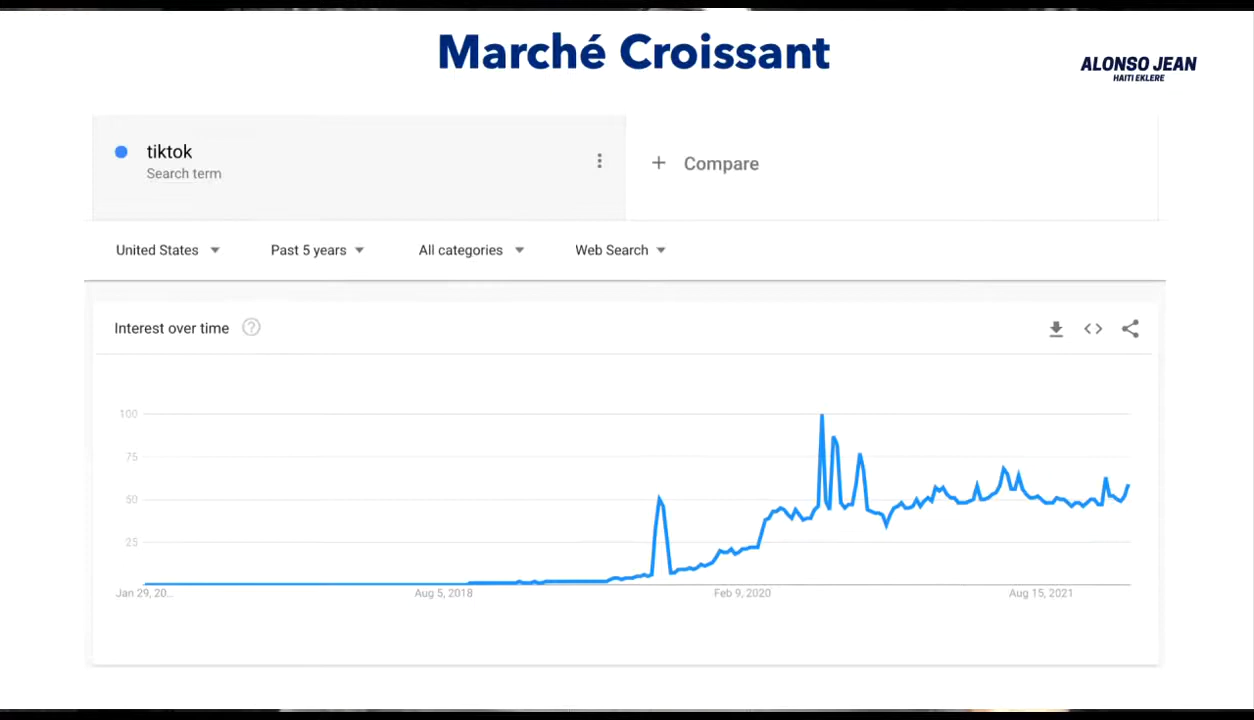 Marché Croissant
ALONSO JEAN
HAITI EKLERE
tiktok
Search term
+ Compare
United States
Past 5 years
All categories
Web Search
Interest over time
?
100
75
50
25
Jan 29, 20...
Aug 5, 2018
Feb 9, 2020
Aug 15, 2021